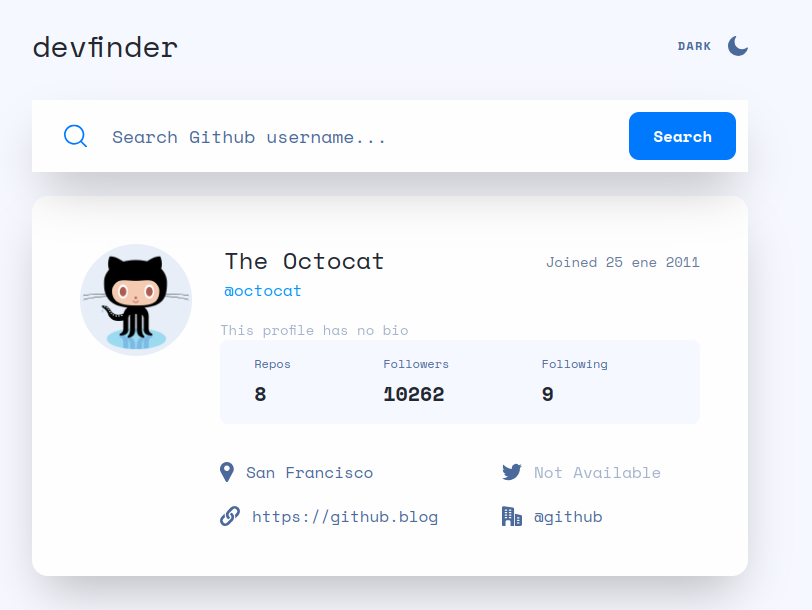 devfinder
DARK
Search Github username...
Search
The Octocat
Joined 25 ene 2011
@octocat
This profile has no bio
Repos Followers Following
8 10262 9
San Francisco
Not Available
https://github.blog
@github